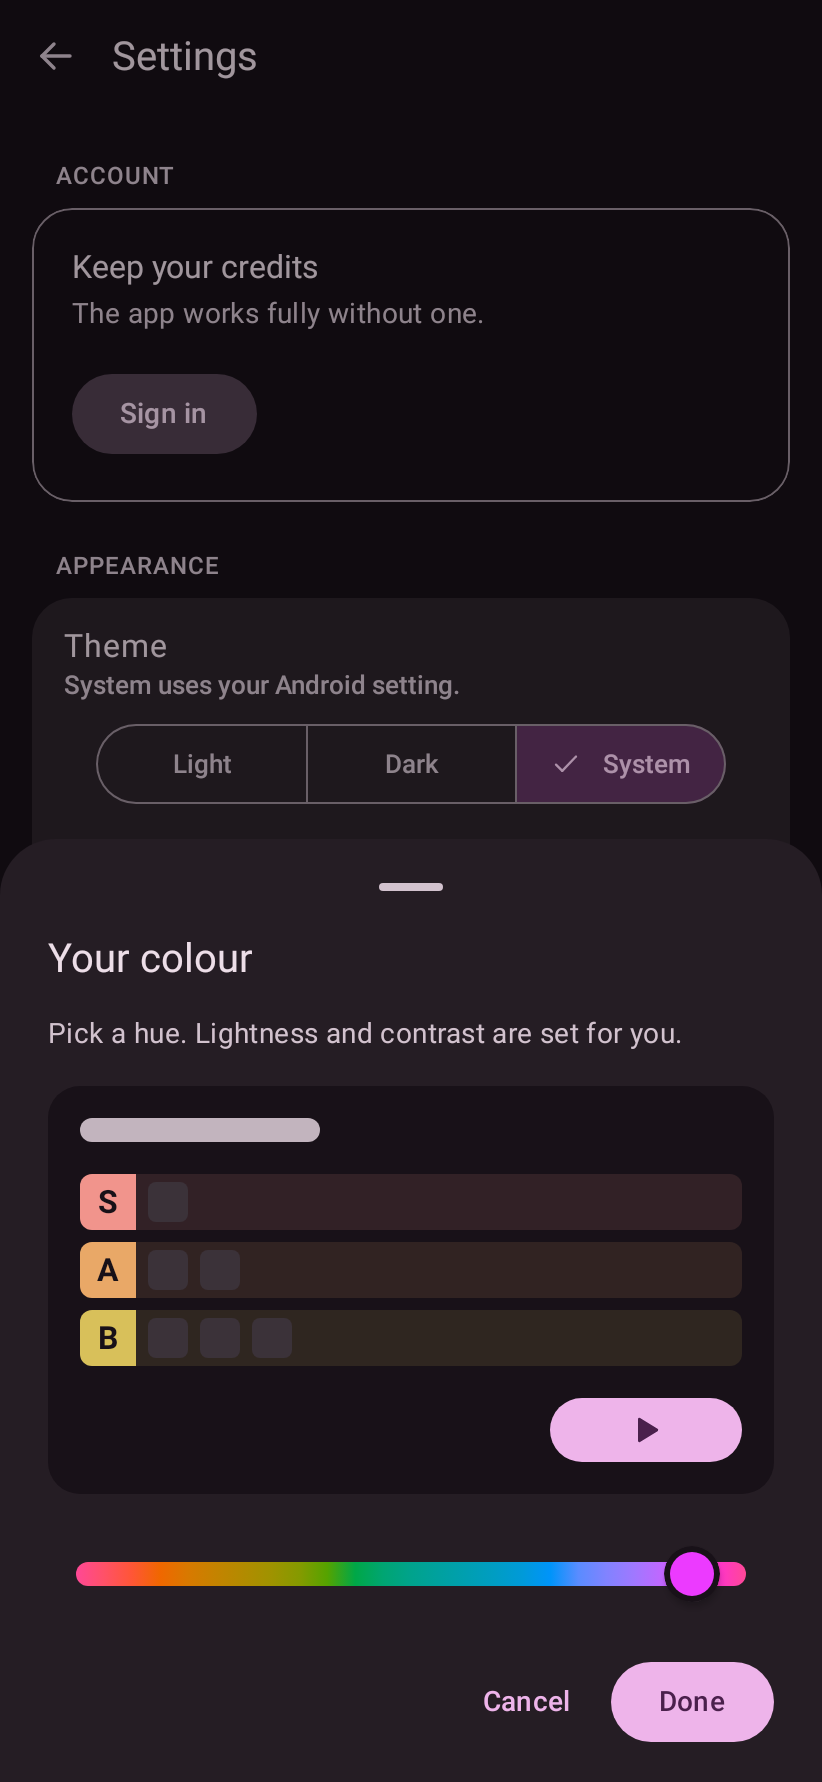 Settings
ACCOUNT
Keep your credits
The app works fully without one.
Sign in
APPEARANCE
Theme
System uses your Android setting.
Light
Dark
System
Your colour
Pick a hue. Lightness and contrast are set for you.
S
A
B
Cancel
Done